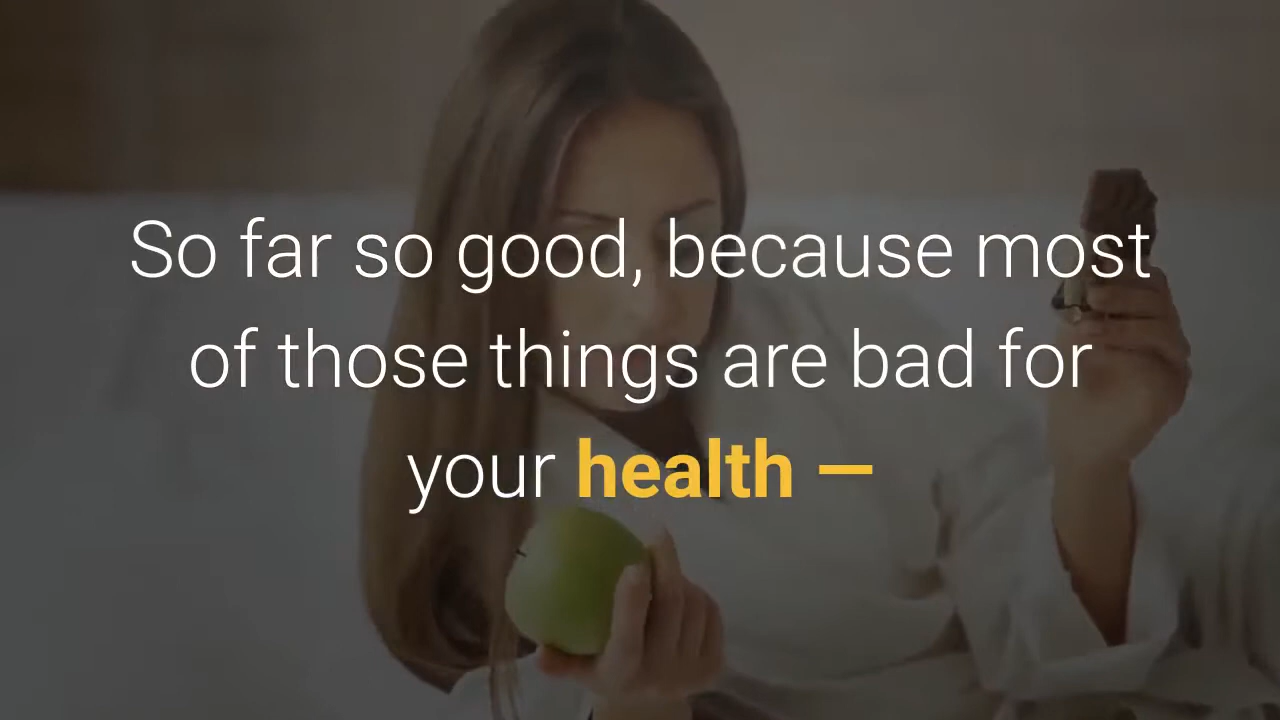 So far so good, because most
of those things are bad for
your health —